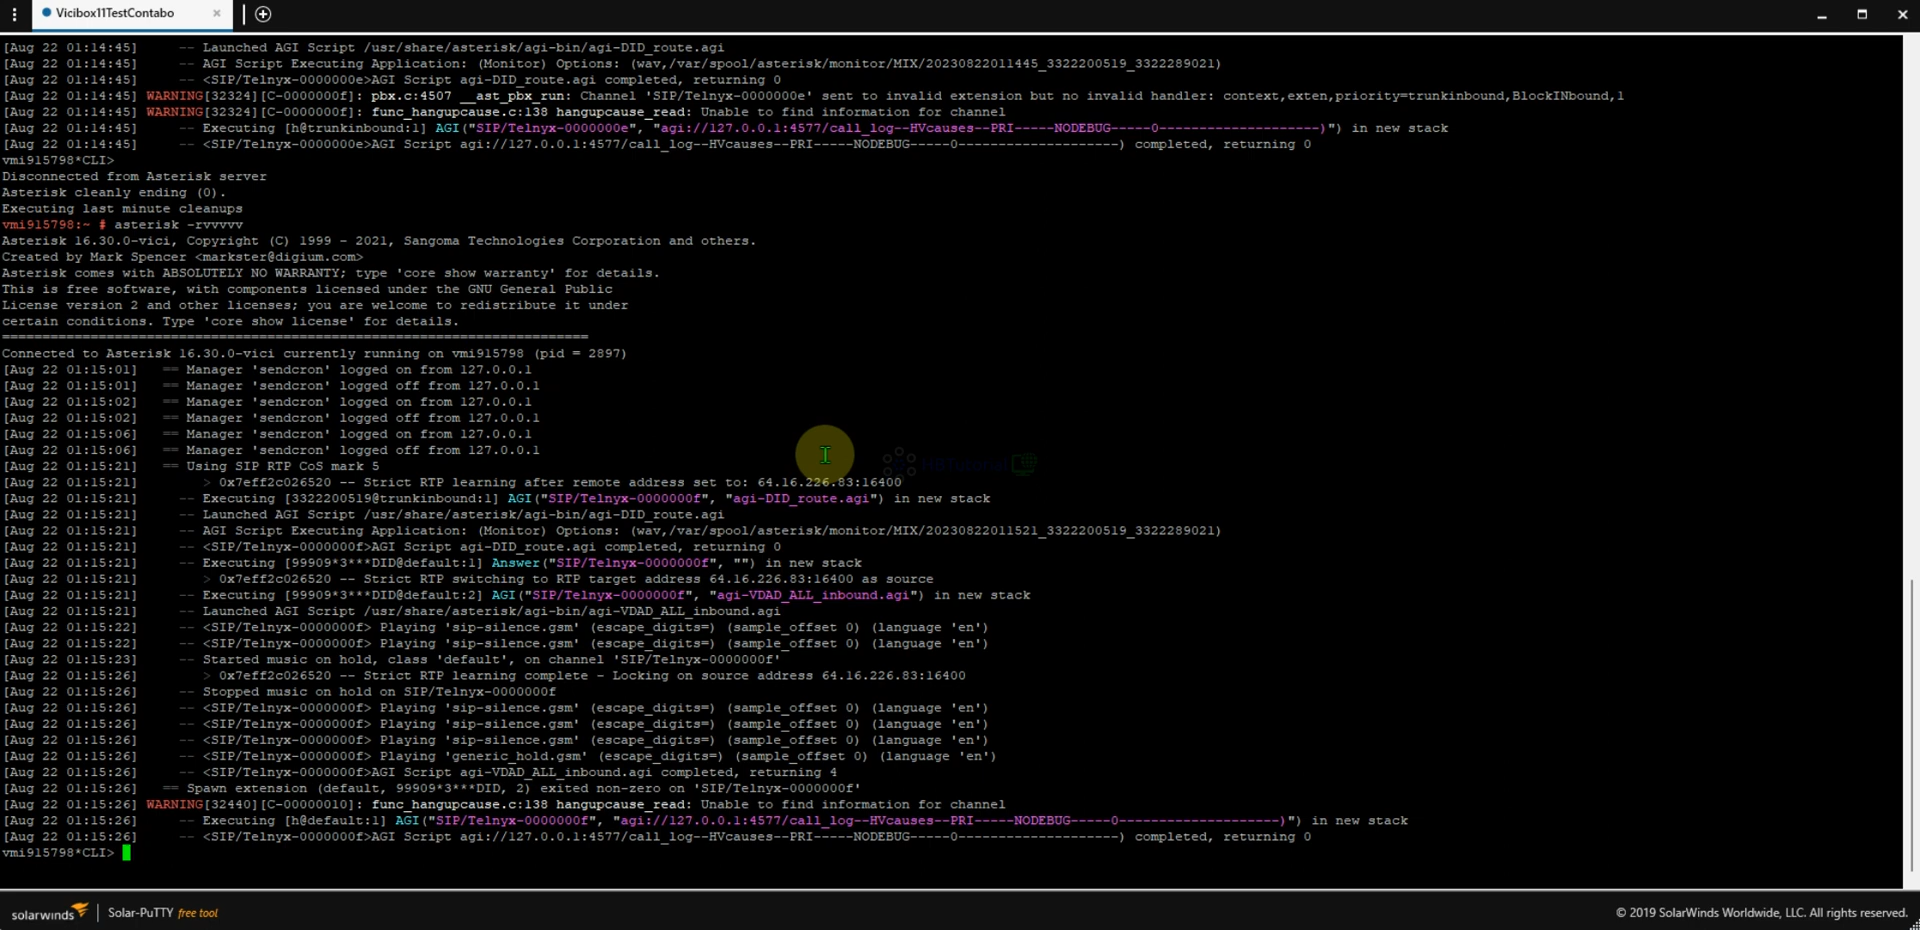 Vicibox11TestContabo
[Aug 22 01:14:45]     -- Launched AGI Script /usr/share/asterisk/agi-bin/agi-DID_route.agi
[Aug 22 01:14:45]     -- AGI Script Executing Application: (Monitor) Options: (wav,/var/spool/asterisk/monitor/MIX/20230822011445_3322200519_3322289021)
[Aug 22 01:14:45]     -- <SIP/Telnyx-0000000e>AGI Script agi-DID_route.agi completed, returning 0
[Aug 22 01:14:45] WARNING[32324][C-0000000f]: pbx.c:4507 __ast_pbx_run: Channel 'SIP/Telnyx-0000000e' sent to invalid extension but no invalid handler: context,exten,priority=trunkinbound,BlockINbound,1
[Aug 22 01:14:45] WARNING[32324][C-0000000f]: func_hangupcause.c:138 hangupcause_read: Unable to find information for channel
[Aug 22 01:14:45]     -- Executing [h@trunkinbound:1] AGI("SIP/Telnyx-0000000e", "agi://127.0.0.1:4577/call_log--HVcauses--PRI-----NODEBUG-----0--------------------)") in new stack
[Aug 22 01:14:45]     -- <SIP/Telnyx-0000000e>AGI Script agi://127.0.0.1:4577/call_log--HVcauses--PRI-----NODEBUG-----0--------------------) completed, returning 0
vmi915798*CLI>
Disconnected from Asterisk server
Asterisk cleanly ending (0).
Executing last minute cleanups
vmi915798:~ # asterisk -rvvvvv
Asterisk 16.30.0-vici, Copyright (C) 1999 - 2021, Sangoma Technologies Corporation and others.
Created by Mark Spencer <markster@digium.com>
Asterisk comes with ABSOLUTELY NO WARRANTY; type 'core show warranty' for details.
This is free software, with components licensed under the GNU General Public
License version 2 and other licenses; you are welcome to redistribute it under
certain conditions. Type 'core show license' for details.
=========================================================================
Connected to Asterisk 16.30.0-vici currently running on vmi915798 (pid = 2897)
[Aug 22 01:15:01]   == Manager 'sendcron' logged on from 127.0.0.1
[Aug 22 01:15:01]   == Manager 'sendcron' logged off from 127.0.0.1
[Aug 22 01:15:02]   == Manager 'sendcron' logged on from 127.0.0.1
[Aug 22 01:15:02]   == Manager 'sendcron' logged off from 127.0.0.1
[Aug 22 01:15:06]   == Manager 'sendcron' logged on from 127.0.0.1
[Aug 22 01:15:06]   == Manager 'sendcron' logged off from 127.0.0.1
[Aug 22 01:15:21]   == Using SIP RTP CoS mark 5
[Aug 22 01:15:21]        > 0x7eff2c026520 -- Strict RTP learning after remote address set to: 64.16.226.83:16400
[Aug 22 01:15:21]     -- Executing [3322200519@trunkinbound:1] AGI("SIP/Telnyx-0000000f", "agi-DID_route.agi") in new stack
[Aug 22 01:15:21]     -- Launched AGI Script /usr/share/asterisk/agi-bin/agi-DID_route.agi
[Aug 22 01:15:21]     -- AGI Script Executing Application: (Monitor) Options: (wav,/var/spool/asterisk/monitor/MIX/20230822011521_3322200519_3322289021)
[Aug 22 01:15:21]     -- <SIP/Telnyx-0000000f>AGI Script agi-DID_route.agi completed, returning 0
[Aug 22 01:15:21]     -- Executing [99909*3***DID@default:1] Answer("SIP/Telnyx-0000000f", "") in new stack
[Aug 22 01:15:21]        > 0x7eff2c026520 -- Strict RTP switching to RTP target address 64.16.226.83:16400 as source
[Aug 22 01:15:21]     -- Executing [99909*3***DID@default:2] AGI("SIP/Telnyx-0000000f", "agi-VDAD_ALL_inbound.agi") in new stack
[Aug 22 01:15:21]     -- Launched AGI Script /usr/share/asterisk/agi-bin/agi-VDAD_ALL_inbound.agi
[Aug 22 01:15:22]     -- <SIP/Telnyx-0000000f> Playing 'sip-silence.gsm' (escape_digits=) (sample_offset 0) (language 'en')
[Aug 22 01:15:22]     -- <SIP/Telnyx-0000000f> Playing 'sip-silence.gsm' (escape_digits=) (sample_offset 0) (language 'en')
[Aug 22 01:15:23]     -- Started music on hold, class 'default', on channel 'SIP/Telnyx-0000000f'
[Aug 22 01:15:26]        > 0x7eff2c026520 -- Strict RTP learning complete - Locking on source address 64.16.226.83:16400
[Aug 22 01:15:26]     -- Stopped music on hold on SIP/Telnyx-0000000f
[Aug 22 01:15:26]     -- <SIP/Telnyx-0000000f> Playing 'sip-silence.gsm' (escape_digits=) (sample_offset 0) (language 'en')
[Aug 22 01:15:26]     -- <SIP/Telnyx-0000000f> Playing 'sip-silence.gsm' (escape_digits=) (sample_offset 0) (language 'en')
[Aug 22 01:15:26]     -- <SIP/Telnyx-0000000f> Playing 'sip-silence.gsm' (escape_digits=) (sample_offset 0) (language 'en')
[Aug 22 01:15:26]     -- <SIP/Telnyx-0000000f> Playing 'generic_hold.gsm' (escape_digits=) (sample_offset 0) (language 'en')
[Aug 22 01:15:26]     -- <SIP/Telnyx-0000000f>AGI Script agi-VDAD_ALL_inbound.agi completed, returning 4
[Aug 22 01:15:26]   == Spawn extension (default, 99909*3***DID, 2) exited non-zero on 'SIP/Telnyx-0000000f'
[Aug 22 01:15:26] WARNING[32440][C-00000010]: func_hangupcause.c:138 hangupcause_read: Unable to find information for channel
[Aug 22 01:15:26]     -- Executing [h@default:1] AGI("SIP/Telnyx-0000000f", "agi://127.0.0.1:4577/call_log--HVcauses--PRI-----NODEBUG-----0--------------------)") in new stack
[Aug 22 01:15:26]     -- <SIP/Telnyx-0000000f>AGI Script agi://127.0.0.1:4577/call_log--HVcauses--PRI-----NODEBUG-----0--------------------) completed, returning 0
vmi915798*CLI>
solarwinds | Solar-PuTTY free tool
© 2019 SolarWinds Worldwide, LLC. All rights reserved.